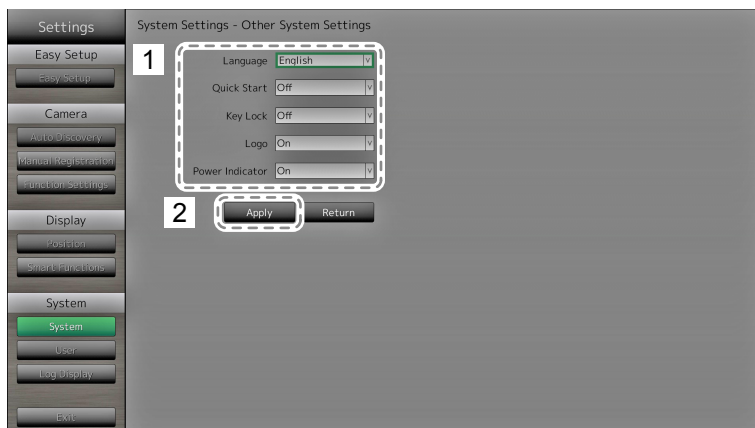 Settings
System Settings - Other System Settings
Easy Setup
Easy Setup
Camera
Auto Discovery
Manual Registration
Function Settings
Display
Position
Smart Functions
System
System
User
Log Display
Exit
1
Language English
Quick Start Off
Key Lock Off
Logo On
Power Indicator On
2
Apply Return